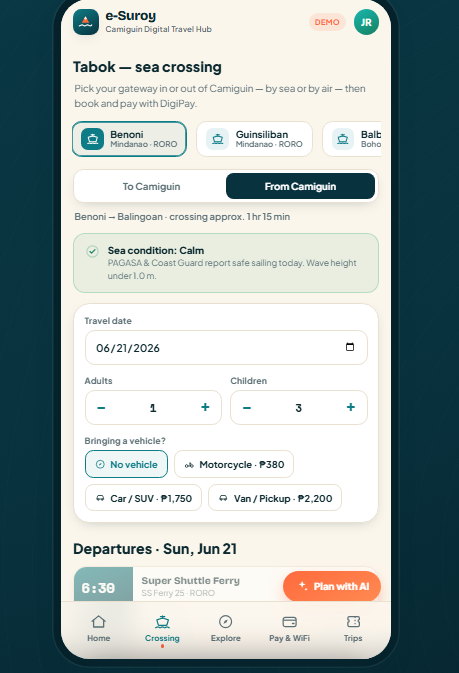 e-Suroy
Camiguin Digital Travel Hub
DEMO
JR
Tabok — sea crossing
Pick your gateway in or out of Camiguin — by sea or by air — then
book and pay with DigiPay.
Benoni
Mindanao · RORO
Guinsiliban
Mindanao · RORO
Balb
Boho
To Camiguin
From Camiguin
Benoni → Balingoan · crossing approx. 1 hr 15 min
Sea condition: Calm
PAGASA & Coast Guard report safe sailing today. Wave height
under 1.0 m.
Travel date
06/21/2026
Adults
Children
− 1 +
− 3 +
Bringing a vehicle?
No vehicle
Motorcycle · ₱380
Car / SUV · ₱1,750
Van / Pickup · ₱2,200
Departures · Sun, Jun 21
6:30
Super Shuttle Ferry
SS Ferry 25 · RORO
Plan with AI
Home
Crossing
Explore
Pay & WiFi
Trips